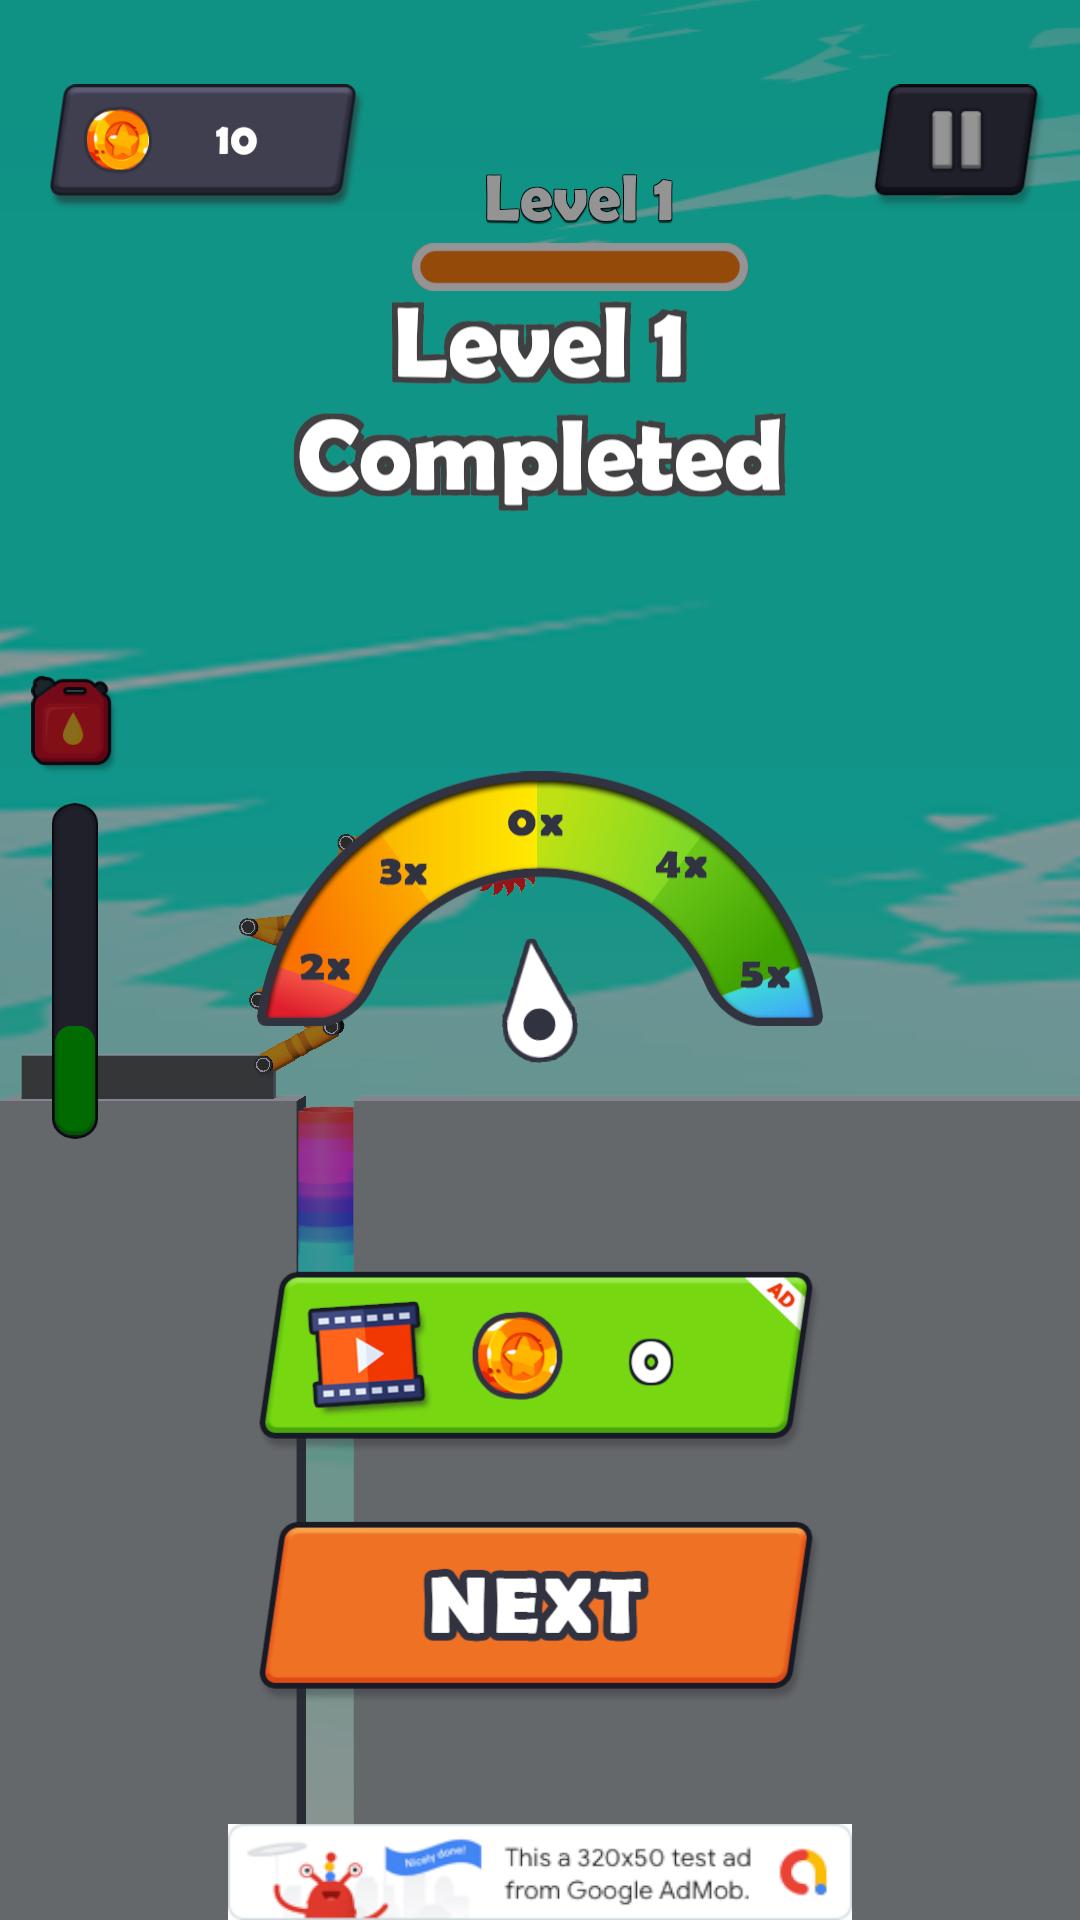 10
Level 1
Level 1
Completed
0x
3x
4x
2x
5x
AD
0
NEXT
Nicely done!
This a 320x50 test ad
from Google AdMob.